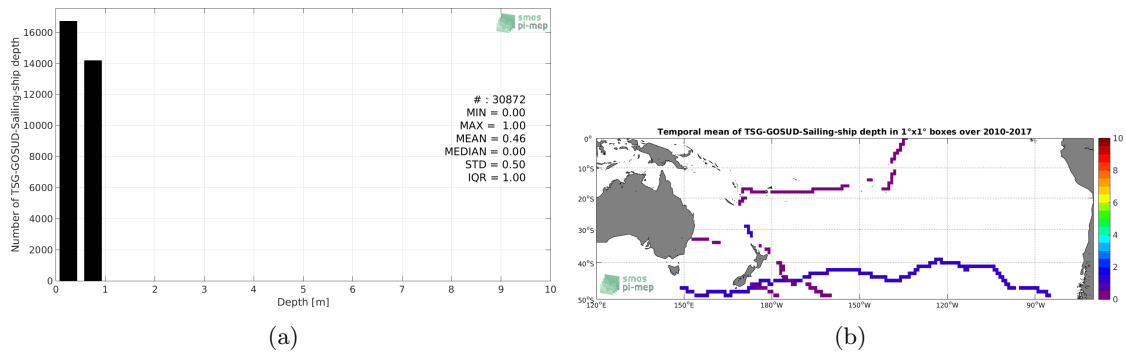 16000
14000
12000
10000
8000
6000
4000
2000
0
Number of TSG-GOSUD-Sailing-ship depth
smos
pi-mep
# : 30872
MIN = 0.00
MAX = 1.00
MEAN = 0.46
MEDIAN = 0.00
STD = 0.50
IQR = 1.00
0 1 2 3 4 5 6 7 8 9 10
Depth [m]
(a)
Temporal mean of TSG-GOSUD-Sailing-ship depth in 1°x1° boxes over 2010-2017
0°
10°S
20°S
30°S
40°S
50°S
120°E 150°E 180°W 150°W 120°W 90°W
smos
pi-mep
10
8
6
4
2
0
(b)